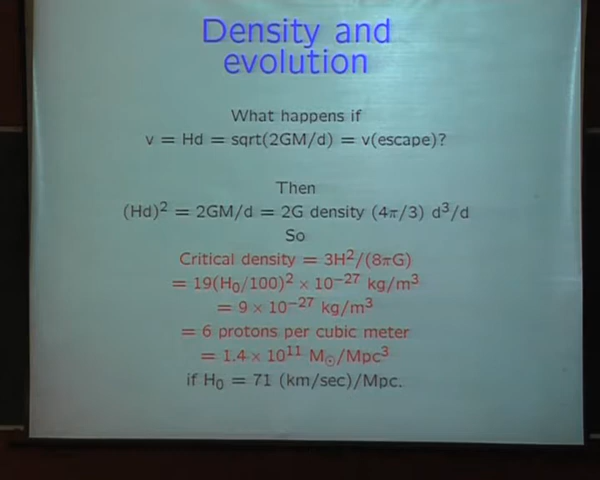 Density and
evolution
What happens if
v = Hd = sqrt(2GM/d) = v(escape)?
Then
(Hd)² = 2GM/d = 2G density (4π/3) d³/d
So
Critical density = 3H²/(8πG)
= 19(H₀/100)² × 10⁻²⁷ kg/m³
= 9 × 10⁻²⁷ kg/m³
= 6 protons per cubic meter
= 1.4 × 10¹¹ M⊙/Mpc³
if H₀ = 71 (km/sec)/Mpc.